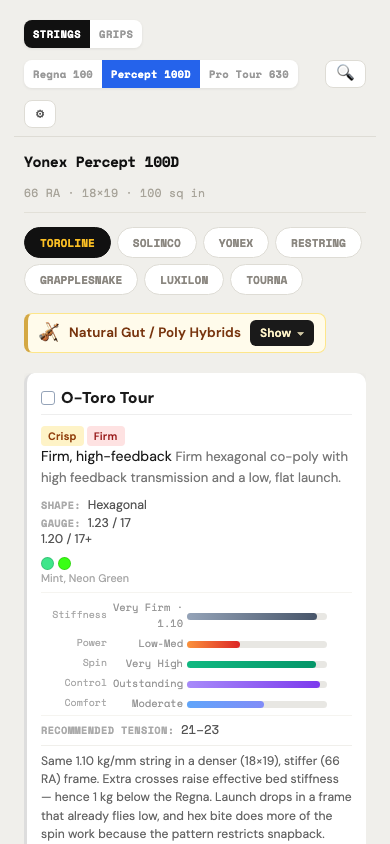 STRINGS GRIPS
Regna 100 Percept 100D Pro Tour 630
Yonex Percept 100D
66 RA · 18×19 · 100 sq in
TOROLINE SOLINCO YONEX RESTRING
GRAPPLESNAKE LUXILON TOURNA
Natural Gut / Poly Hybrids Show
O-Toro Tour
Crisp Firm
Firm, high-feedback Firm hexagonal co-poly with
high feedback transmission and a low, flat launch.
SHAPE: Hexagonal
GAUGE: 1.23 / 17
1.20 / 17+
Mint, Neon Green
Stiffness Very Firm ·
1.10
Power Low-Med
Spin Very High
Control Outstanding
Comfort Moderate
RECOMMENDED TENSION: 21–23
Same 1.10 kg/mm string in a denser (18×19), stiffer (66
RA) frame. Extra crosses raise effective bed stiffness
— hence 1 kg below the Regna. Launch drops in a frame
that already flies low, and hex bite does more of the
spin work because the pattern restricts snapback.